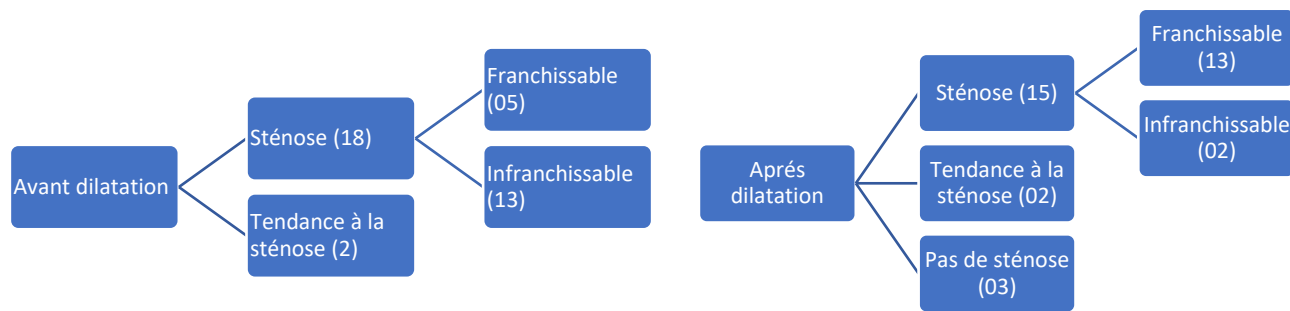 Avant dilatation
Sténose (18)
Tendance à la
sténose (2)
Franchissable
(05)
Infranchissable
(13)
Aprés
dilatation
Sténose (15)
Tendance à la
sténose (02)
Pas de sténose
(03)
Franchissable
(13)
Infranchissable
(02)